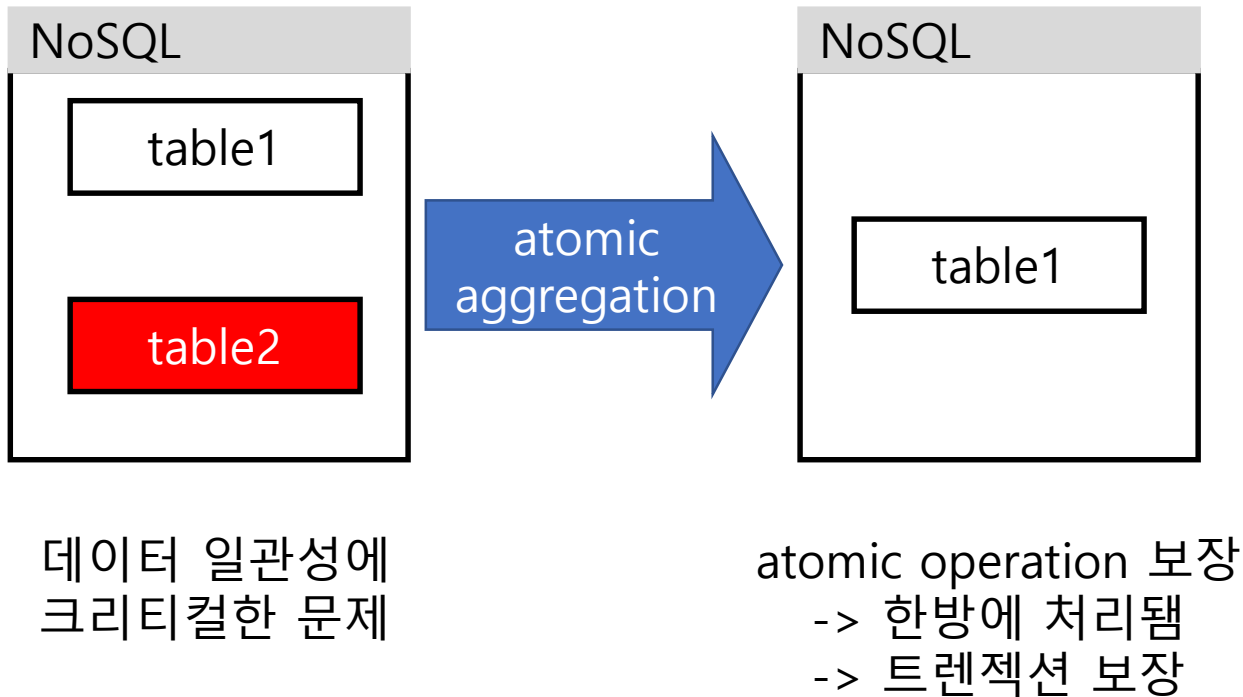 NoSQL
table1
table2
atomic
aggregation
NoSQL
table1
데이터 일관성에
크리티컬한 문제
atomic operation 보장
-> 한방에 처리됌
-> 트렌젝션 보장